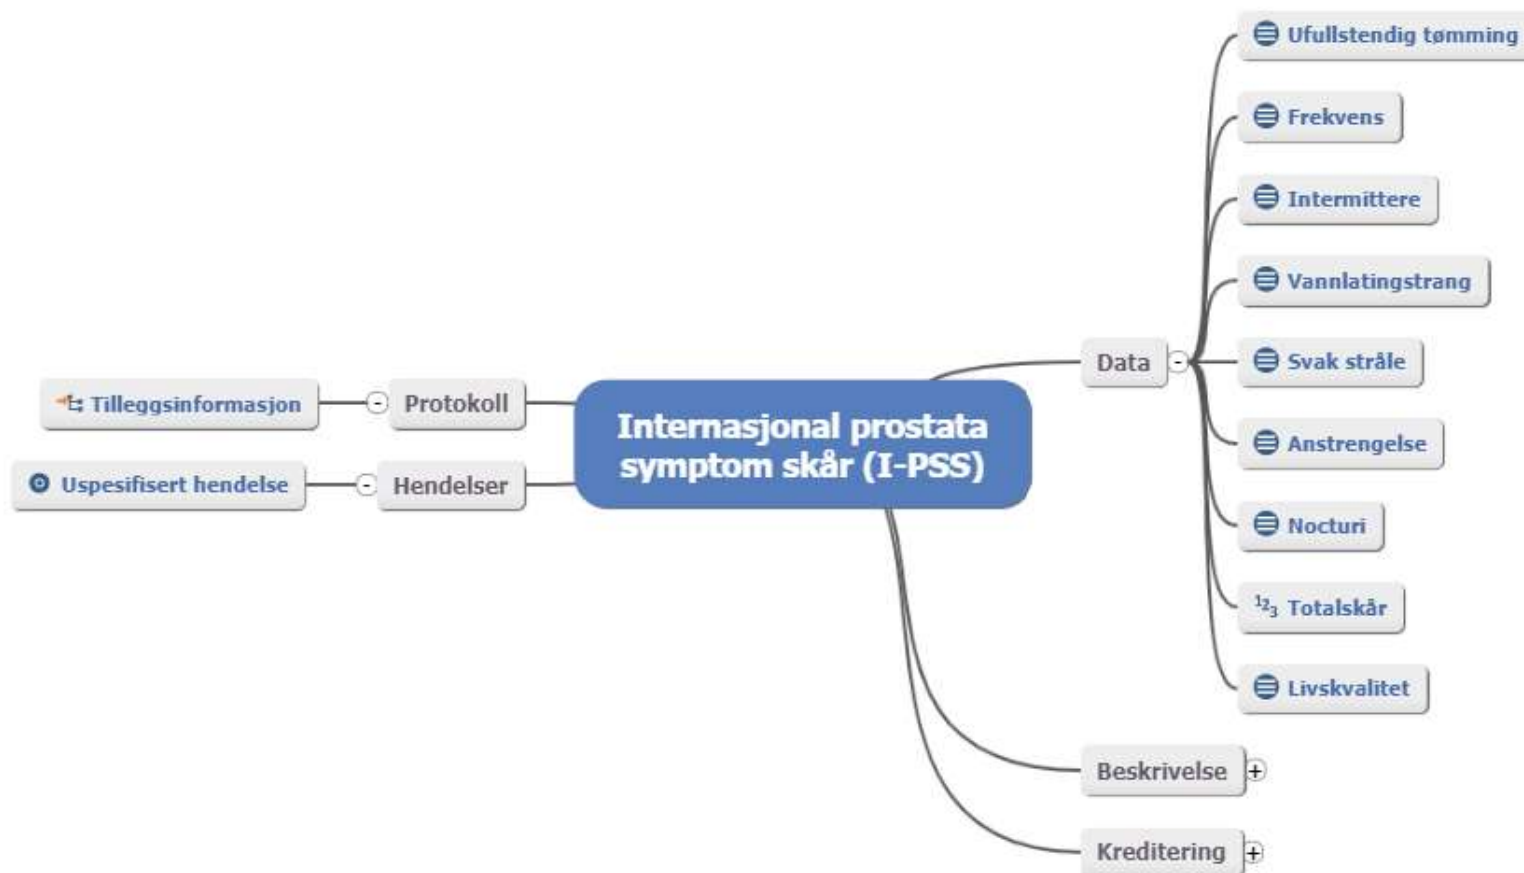 Internasjonal prostata
symptom skår (I-PSS)
Protokoll
Tilleggsinformasjon
Hendelser
Uspesifisert hendelse
Data
Ufullstendig tømming
Frekvens
Intermittere
Vannlatingstrang
Svak stråle
Anstrengelse
Nocturi
123 Totalskår
Livskvalitet
Beskrivelse
Kreditering